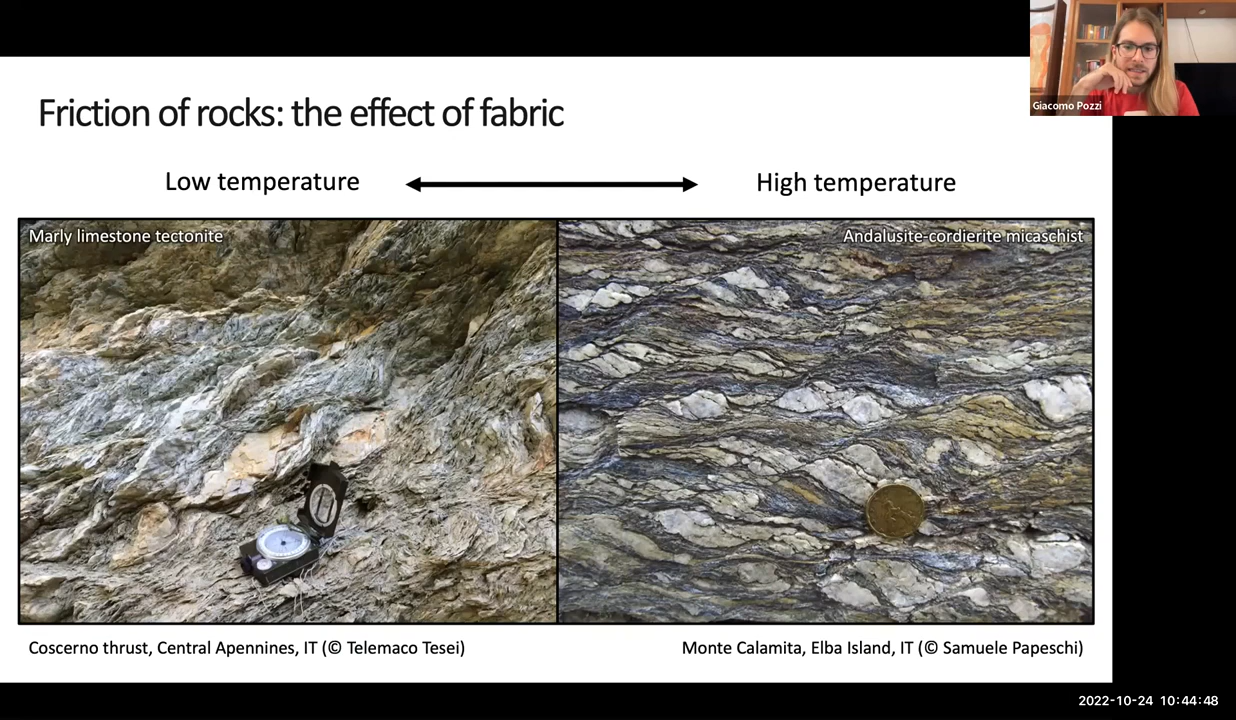 Giacomo Pozzi
Friction of rocks: the effect of fabric
Low temperature
High temperature
Marly limestone tectonite
Andalusite-cordierite micaschist
Coscerno thrust, Central Apennines, IT (© Telemaco Tesei)
Monte Calamita, Elba Island, IT (© Samuele Papeschi)
2022-10-24 10:44:48